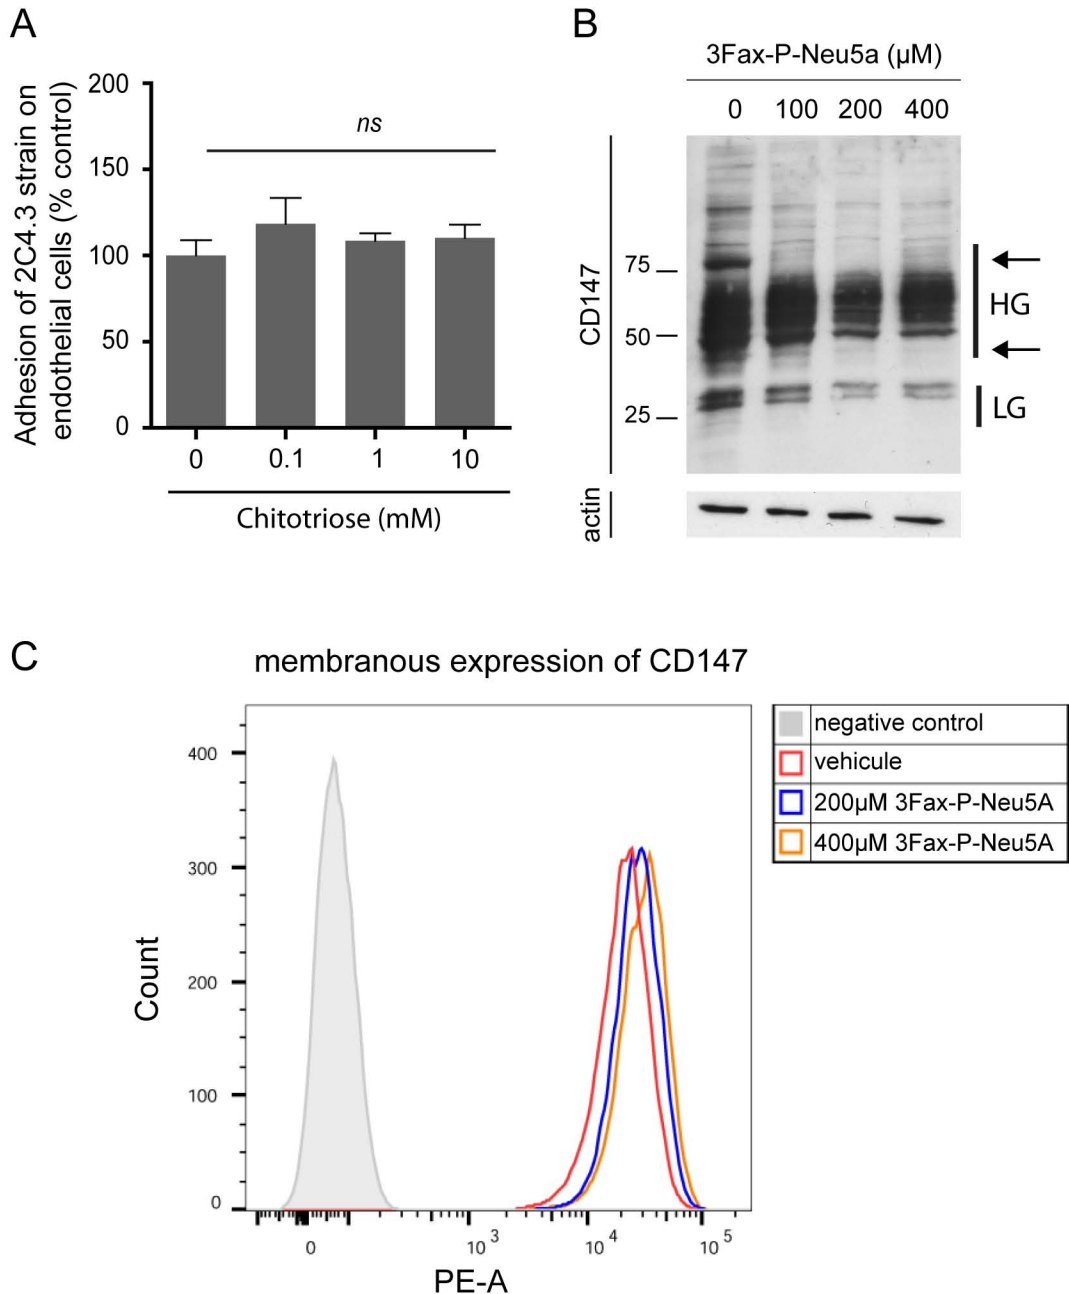 A
Adhesion of 2C4.3 strain on
endothelial cells (% control)
200
150
100
50
0
ns
0 0.1 1 10
Chitotriose (mM)
B
3Fax-P-Neu5a (µM)
0 100 200 400
CD147
75
50
25
HG
LG
actin
C
membranous expression of CD147
Count
400
300
200
100
0
0 10 3 10 4 10 5
PE-A
negative control
vehicule
200µM 3Fax-P-Neu5A
400µM 3Fax-P-Neu5A